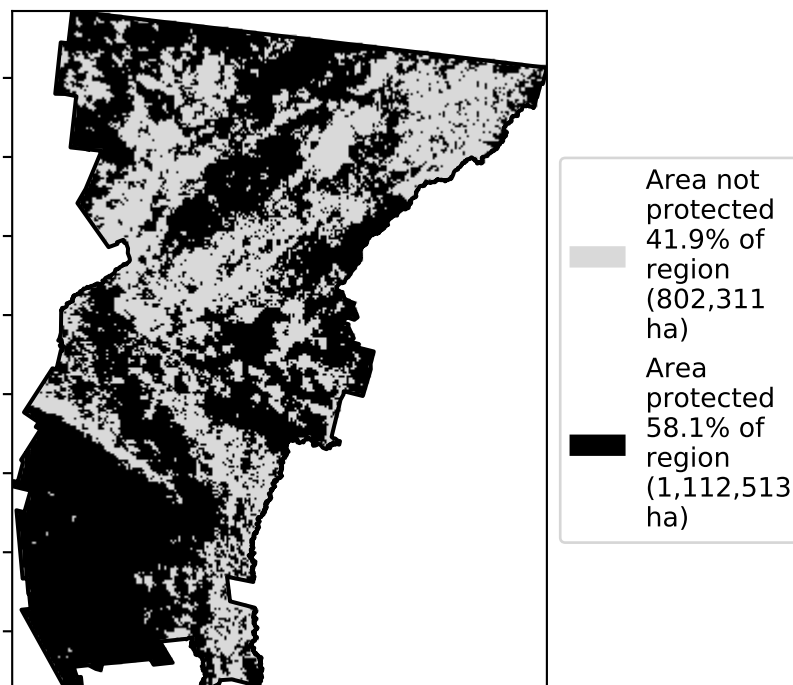 Area not
protected
41.9% of
region
(802,311
ha)
Area
protected
58.1% of
region
(1,112,513
ha)